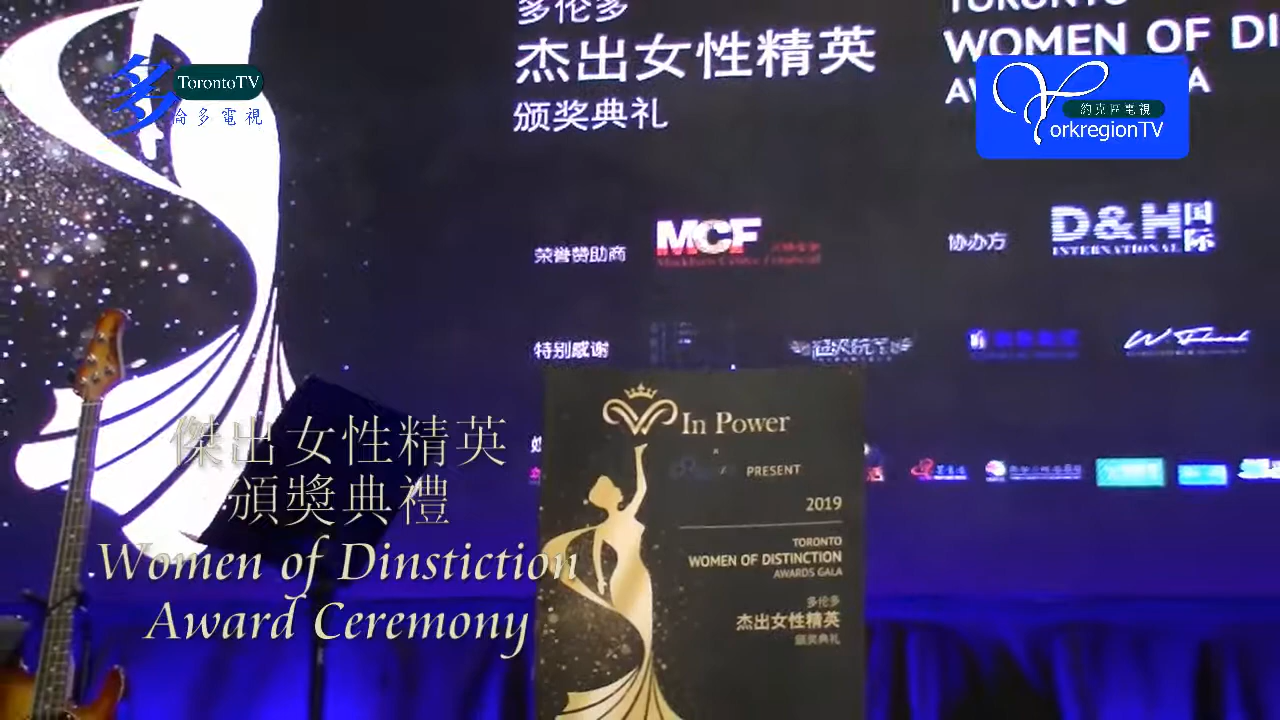 多伦多
杰出女性精英
颁奖典礼
TORONTO
WOMEN OF DI
AW
A
多
TorontoTV
倫多電視
約克區電視
YorkregionTV
荣誉赞助商
MCF
协办方
D&H国际
INTERNATIONAL
特别感谢
In Power
PRESENT
2019
TORONTO
WOMEN OF DISTINCTION
AWARDS GALA
多伦多
杰出女性精英
颁奖典礼
傑出女性精英
頒獎典禮
Women of Dinstiction
Award Ceremony